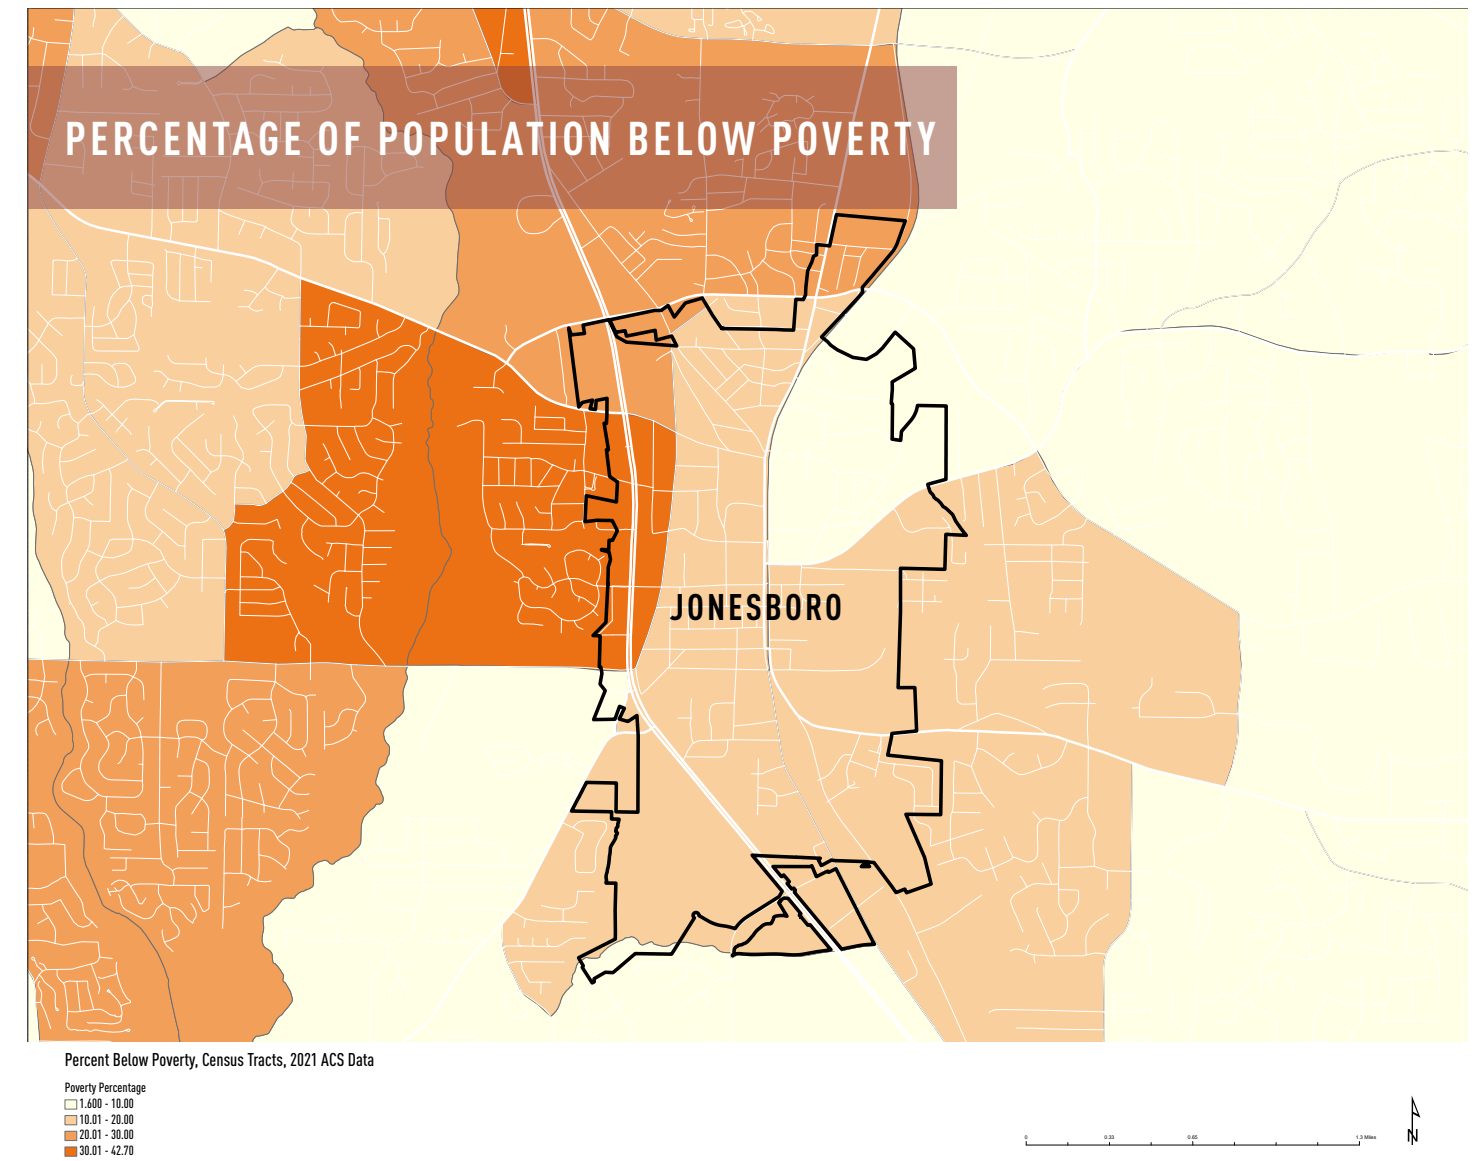 PERCENTAGE OF POPULATION BELOW POVERTY
JONESBORO
Percent Below Poverty, Census Tracts, 2021 ACS Data
Poverty Percentage
1.600 - 10.00
10.01 - 20.00
20.01 - 30.00
30.01 - 42.70
0 0.33 0.65 1.3 Miles
N